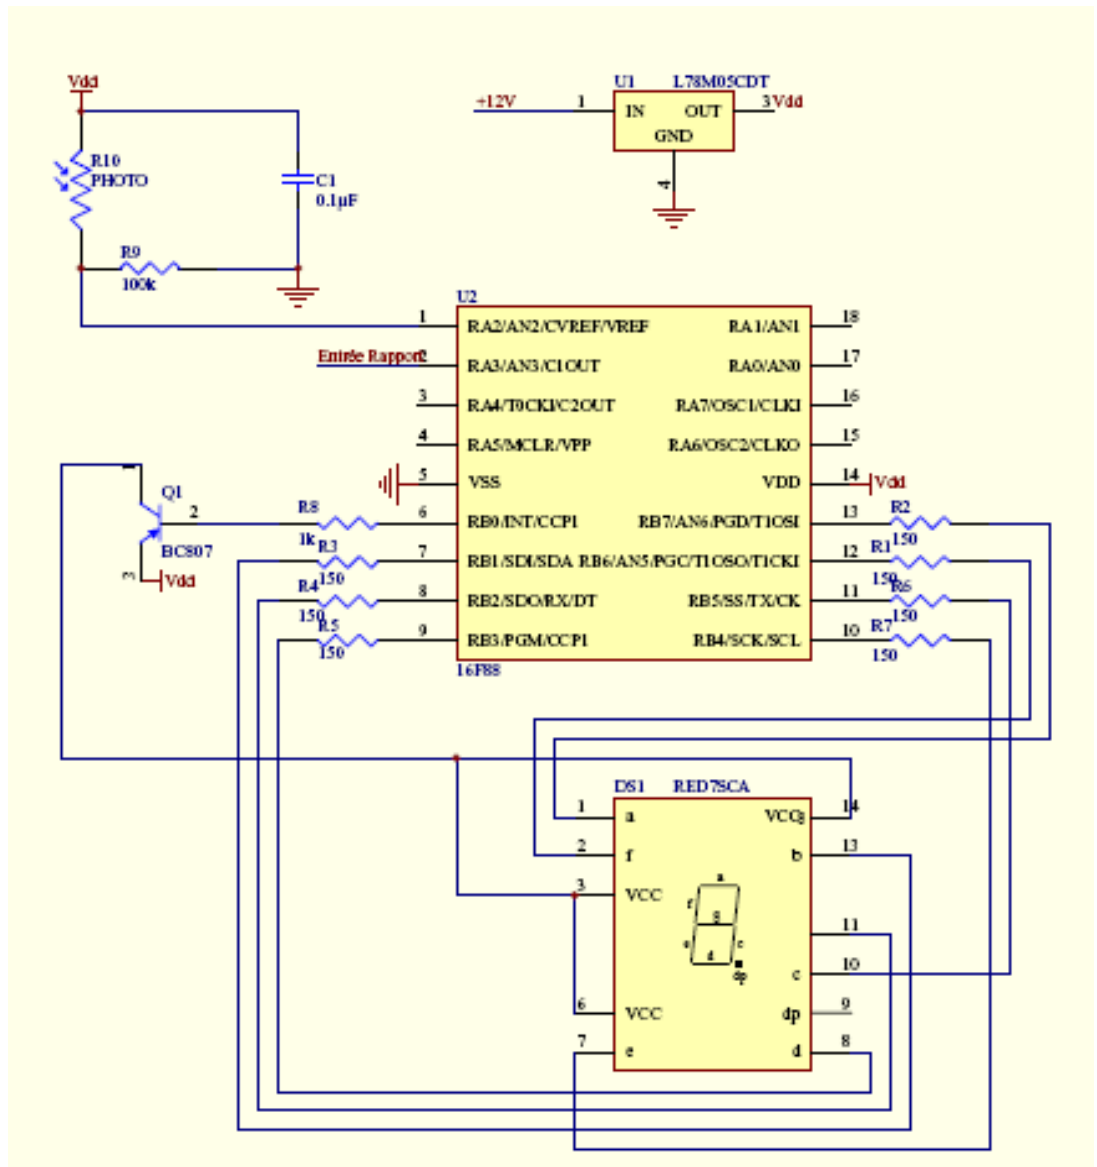 Vdd
R10
PHOTO
C1
0.1µF
R9
100k
U1 L78M05CDT
+12V 1 IN OUT 3 Vdd
GND
4
U2
1 RA2/AN2/CVREF/VREF RA1/AN1 18
Entrée Rapport 2 RA3/AN3/C1OUT RA0/AN0 17
3 RA4/T0CKI/C2OUT RA7/OSC1/CLKI 16
4 RA5/MCLR/VPP RA6/OSC2/CLKO 15
5 VSS VDD 14 Vdd
R8 6 RB0/INT/CCP1 RB7/AN6/PGD/T1OSI 13 R2
1k 150
R3 7 RB1/SDI/SDA RB6/AN5/PGC/T1OSO/T1CKI 12 R1
150 150
R4 8 RB2/SDO/RX/DT RB5/SS/TX/CK 11 R6
150 150
R5 9 RB3/PGM/CCP1 RB4/SCK/SCL 10 R7
150 150
16F88
1
Q1
2
BC807
3 Vdd
DS1 RED7SCA
1 a VCC 14
2 f b 13
3 VCC
11
c 10
6 VCC dp 9
7 e d 8
a
f
g
e c
d
dp